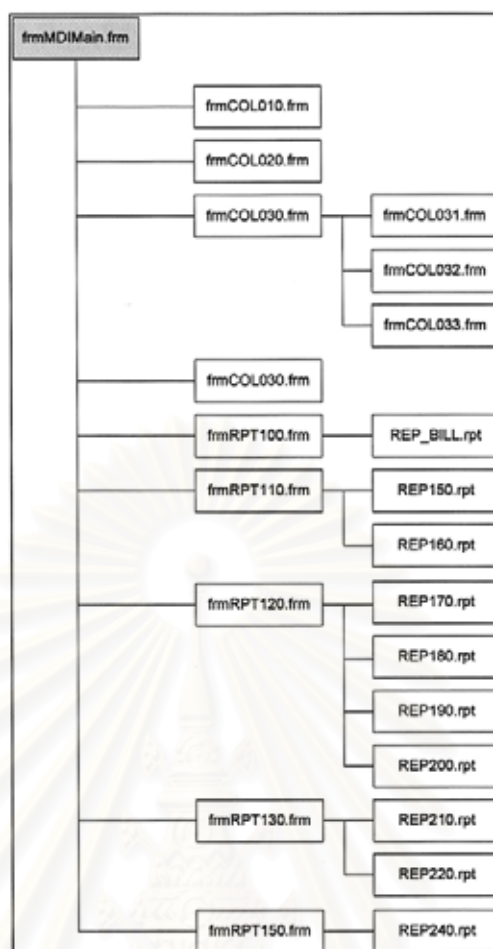 frmMDIMain.frm
frmCOL010.frm
frmCOL020.frm
frmCOL030.frm
frmCOL031.frm
frmCOL032.frm
frmCOL033.frm
frmCOL030.frm
frmRPT100.frm
REP_BILL.rpt
frmRPT110.frm
REP150.rpt
REP160.rpt
frmRPT120.frm
REP170.rpt
REP180.rpt
REP190.rpt
REP200.rpt
frmRPT130.frm
REP210.rpt
REP220.rpt
frmRPT150.frm
REP240.rpt